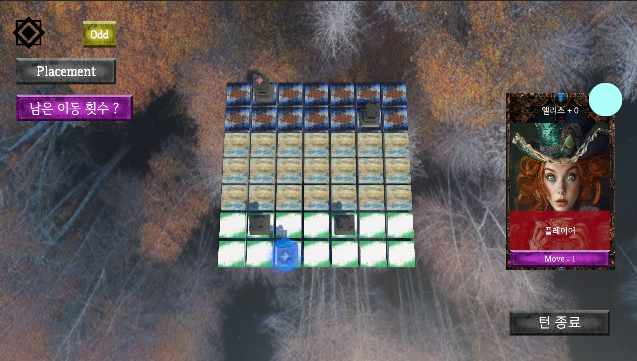 Odd
Placement
남은 이동 횟수 ?
앨리스 + 0
플레이어
Move : 1
턴 종료